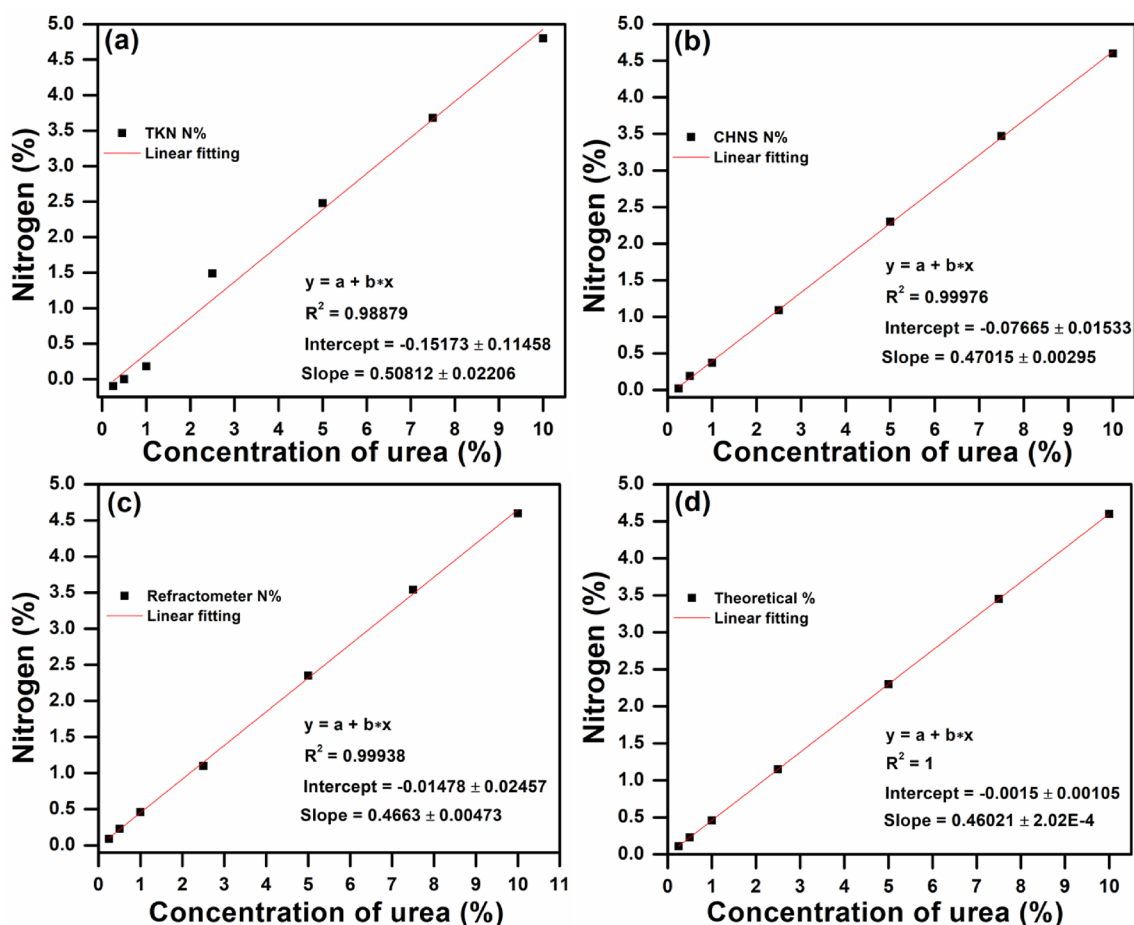 (a)
Nitrogen (%)
5.0
4.5
4.0
3.5
3.0
2.5
2.0
1.5
1.0
0.5
0.0
TKN N%
Linear fitting
y = a + b*x
R² = 0.98879
Intercept = -0.15173 ± 0.11458
Slope = 0.50812 ± 0.02206
0 1 2 3 4 5 6 7 8 9 10
Concentration of urea (%)
(b)
Nitrogen (%)
5.0
4.5
4.0
3.5
3.0
2.5
2.0
1.5
1.0
0.5
0.0
CHNS N%
Linear fitting
y = a + b*x
R² = 0.99976
Intercept = -0.07665 ± 0.01533
Slope = 0.47015 ± 0.00295
0 1 2 3 4 5 6 7 8 9 10
Concentration of urea (%)
(c)
Nitrogen (%)
5.0
4.5
4.0
3.5
3.0
2.5
2.0
1.5
1.0
0.5
0.0
Refractometer N%
Linear fitting
y = a + b*x
R² = 0.99938
Intercept = -0.01478 ± 0.02457
Slope = 0.4663 ± 0.00473
0 1 2 3 4 5 6 7 8 9 10 11
Concentration of urea (%)
(d)
Nitrogen (%)
5.0
4.5
4.0
3.5
3.0
2.5
2.0
1.5
1.0
0.5
0.0
Theoretical %
Linear fitting
y = a + b*x
R² = 1
Intercept = -0.0015 ± 0.00105
Slope = 0.46021 ± 2.02E-4
0 1 2 3 4 5 6 7 8 9 10
Concentration of urea (%)